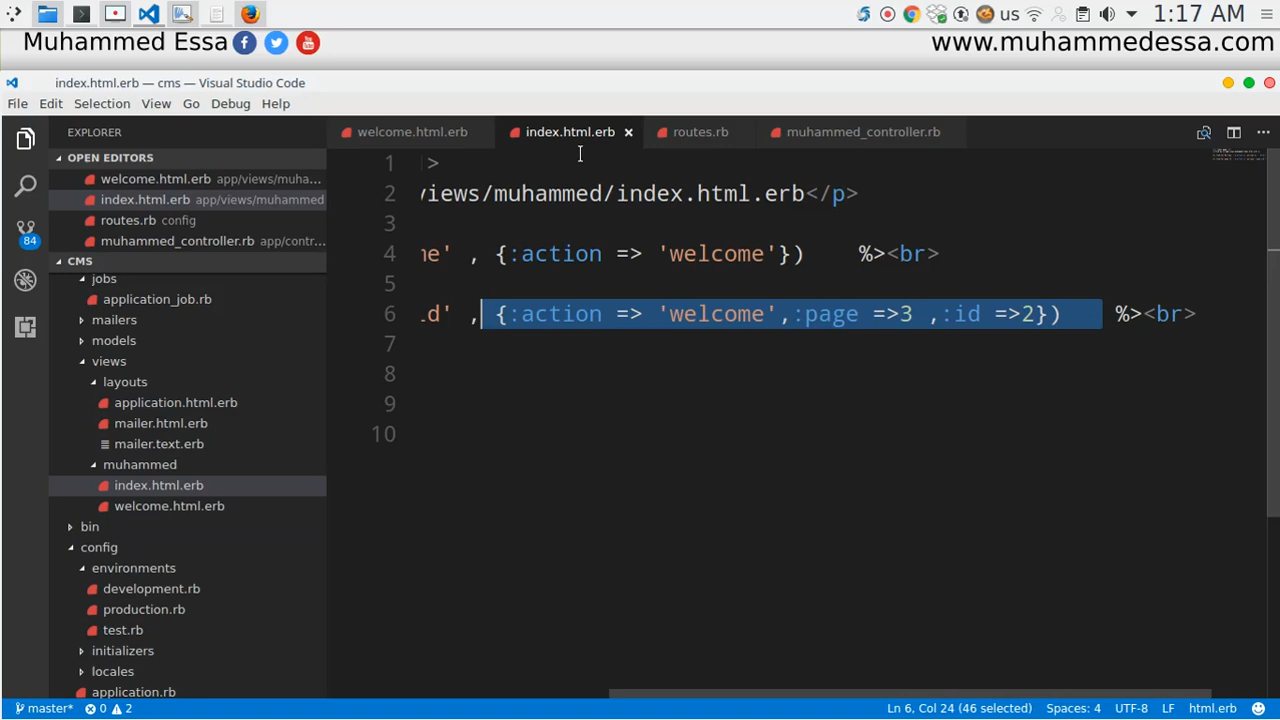 us 1:17 AM
Muhammed Essa www.muhammedessa.com
index.html.erb — cms — Visual Studio Code
File Edit Selection View Go Debug Help
EXPLORER
OPEN EDITORS
welcome.html.erb app/views/muha...
index.html.erb app/views/muhammed
routes.rb config
muhammed_controller.rb app/contr...
CMS
jobs
application_job.rb
mailers
models
views
layouts
application.html.erb
mailer.html.erb
mailer.text.erb
muhammed
index.html.erb
welcome.html.erb
bin
config
environments
development.rb
production.rb
test.rb
initializers
locales
application.rb
84
welcome.html.erb index.html.erb routes.rb muhammed_controller.rb
1 >
2 views/muhammed/index.html.erb</p>
3
4 me' , {:action => 'welcome'}) %><br>
5
6 d' , {:action => 'welcome',:page =>3 ,:id =>2}) %><br>
7
8
9
10
master* 0 2 Ln 6, Col 24 (46 selected) Spaces: 4 UTF-8 LF html.erb